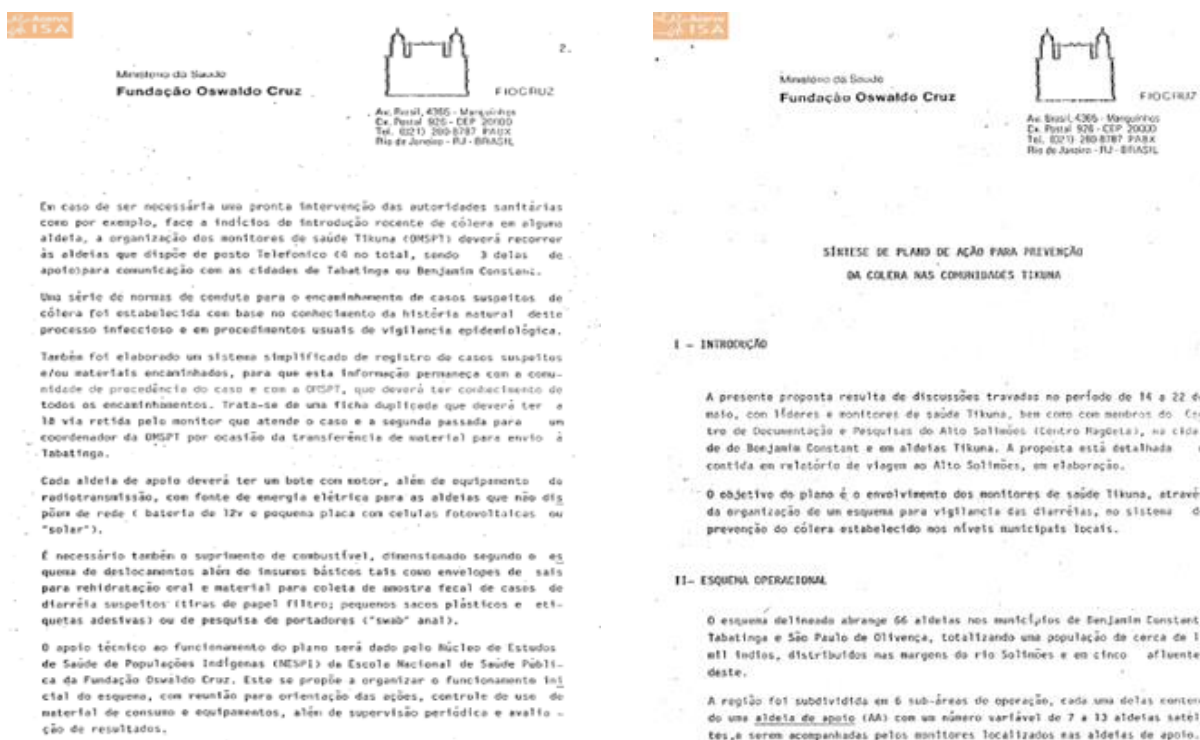 Acervo
ISA
2.
Ministério da Saúde
Fundação Oswaldo Cruz
FIOCRUZ
Av. Brasil, 4365 - Manguinhos
Cx. Postal 926 - CEP 20000
Tel. (021) 280-8787 PABX
Rio de Janeiro - RJ - BRASIL
Em caso de ser necessária uma pronta intervenção das autoridades sanitárias
como por exemplo, face a indícios de introdução recente de cólera em alguma
aldeia, a organização dos monitores de saúde Tikuna (OMSPT) deverá recorrer
às aldeias que dispõe de posto Telefonico (6 no total, sendo 3 delas de
apoio)para comunicação com as cidades de Tabatinga ou Benjamim Constant.
Uma série de normas de conduta para o encaminhamento de casos suspeitos de
cólera foi estabelecida com base no conhecimento da história natural deste
processo infeccioso e em procedimentos usuais de vigilancia epidemiológica.
Também foi elaborado um sistema simplificado de registro de casos suspeitos
e/ou materiais encaminhados, para que esta informação permaneça com a comu-
nidade de procedência do caso e com a OMSPT, que deverá ter conhecimento de
todos os encaminhamentos. Trata-se de uma ficha duplicada que deverá ter a
1ª via retida pelo monitor que atende o caso e a segunda passada para um
coordenador da OMSPT por ocasião da transferência de material para envio à
Tabatinga.
Cada aldeia de apoio deverá ter um bote com motor, além de equipamento de
radiotransmissão, com fonte de energia elétrica para as aldeias que não dis
põem de rede ( bateria de 12v e pequena placa com celulas fotovoltaicas ou
"solar").
É necessário também o suprimento de combustível, dimensionado segundo o es
quema de deslocamentos além de insumos básicos tais como envelopes de sais
para rehidratação oral e material para coleta de amostra fecal de casos de
diarréia suspeitos (tiras de papel filtro; pequenos sacos plásticos e eti-
quetas adesivas) ou de pesquisa de portadores ("swab" anal).
O apoio técnico ao funcionamento do plano será dado pelo Núcleo de Estudos
de Saúde de Populações Indígenas (NESPI) da Escola Nacional de Saúde Públi-
ca da Fundação Oswaldo Cruz. Este se propõe a organizar o funcionamento ini
cial do esquema, com reunião para orientação das ações, controle do uso de
material de consumo e equipamentos, além de supervisão periódica e avalia -
ção de resultados.
Acervo
ISA
Ministério da Saúde
Fundação Oswaldo Cruz
FIOCRUZ
Av. Brasil, 4365 - Manguinhos
Cx. Postal 926 - CEP 20000
Tel. (021) 280-8787 PABX
Rio de Janeiro - RJ - BRASIL
SÍNTESE DE PLANO DE AÇÃO PARA PREVENÇÃO
DA COLERA NAS COMUNIDADES TIKUNA
I - INTRODUÇÃO
A presente proposta resulta de discussões travadas no período de 14 a 22 de
maio, com líderes e monitores de saúde Tikuna, bem como com membros do Cen
tro de Documentação e Pesquisas do Alto Solimões (Centro Magüeta), na cida
de de Benjamim Constant e em aldeias Tikuna. A proposta está detalhada
contida em relatório de viagem ao Alto Solimões, em elaboração.
O objetivo do plano é o envolvimento dos monitores de saúde Tikuna, atravé
da organização de um esquema para vigilancia das diarréias, no sistema d
prevenção do cólera estabelecido nos níveis municipais locais.
II- ESQUEMA OPERACIONAL
O esquema delineado abrange 66 aldeias nos municípios de Benjamim Constant
Tabatinga e São Paulo de Olivença, totalizando uma população de cerca de
mil índios, distribuidos nas margens do rio Solimões e em cinco afluente
deste.
A região foi subdividida em 6 sub-áreas de operação, cada uma delas conten
do uma aldeia de apoio (AA) com um número variável de 7 a 13 aldeias satél
tes,a serem acompanhadas pelos monitores localizados nas aldeias de apoio.